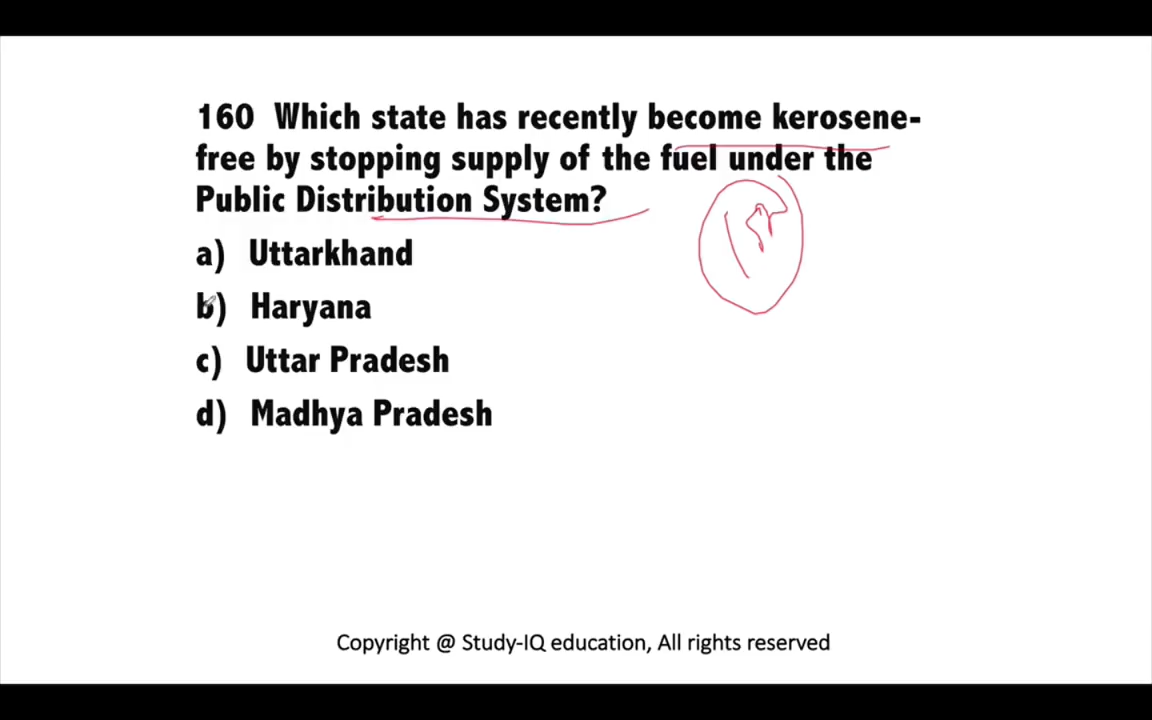 160 Which state has recently become kerosene-
free by stopping supply of the fuel under the
Public Distribution System?
a) Uttarkhand
b) Haryana
c) Uttar Pradesh
d) Madhya Pradesh
Copyright @ Study-IQ education, All rights reserved